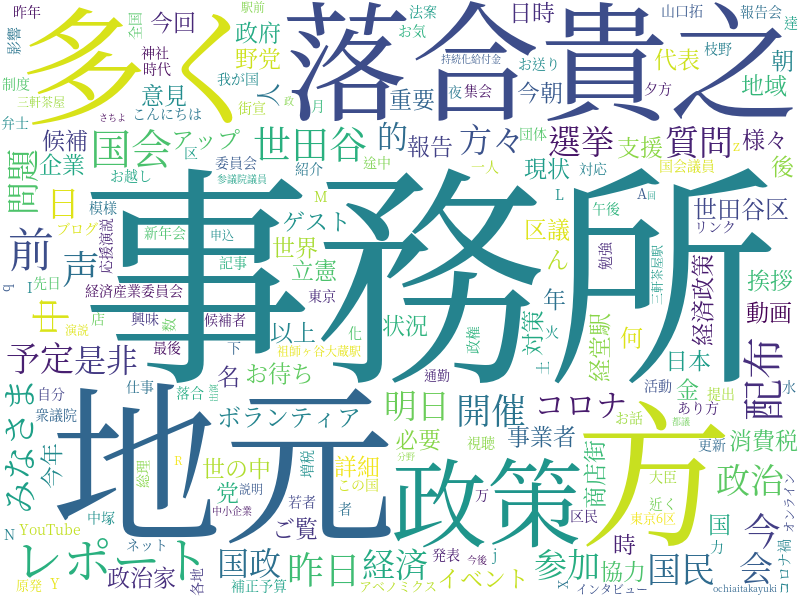 昨年 多く 今回 政府 落合貴之 日時 駅前 法案 山口拓 報告会 達
影響 全国 お気
持続化給付金 お送り 枝野
神社 時代 野党 代表 朝
制度 我が国 夜 集会 今朝 地域 夕方
三軒茶屋 こんにちは 意見 街宣 人 重要
弁士 さちよ 政 月 的 報告 方々 選挙 団体 支援 質問 z 様々
候補 国会 アップ 世田谷
企業 区 委員会 紹介 途中 現状 一人 対応 国会議員 後
問題 お越し 参議院議員 M L A 回
日 模様 ゲスト 午後 世田谷区
ブログ 新年会 申込 応援演説 区議 勉強 リンク
前 声 世界 ん 三軒茶屋駅
記事 立憲 挨拶
q I 先日 経済産業委員会 東京 年 経済政策 動画
中 店 興味 数 候補者 以上 化 状況 政権 対策 火 経堂駅 何
演説 祖師ヶ谷大蔵駅
事務所
予定 是非 最後 下 名 お待ち 通勤 土 日本 配布
自分 仕事 落合 出演 金 活動 提出 水
みなさま 今年 衆議院 ボランティア 明日 開催 コロナ お話 あり方
地元 政策 方 都議 更新
総理 R 世の中 増税 詳細 必要 視聴 事業者 商店街 消費税
分野 大臣 政治
N YouTube 中塚 説明 この国 党 万 近く オンライン
若者 者 中小企業 ご覧 区民 東京6区 国 力 今
レポート ネット 国政 昨日 経済 発表 今後 j 参加 時 協力 国民 会 コロナ禍
原発 Y 政治家 各地 補正予算 アベノミクス イベント X インタビュー ochiaitakayuki 門